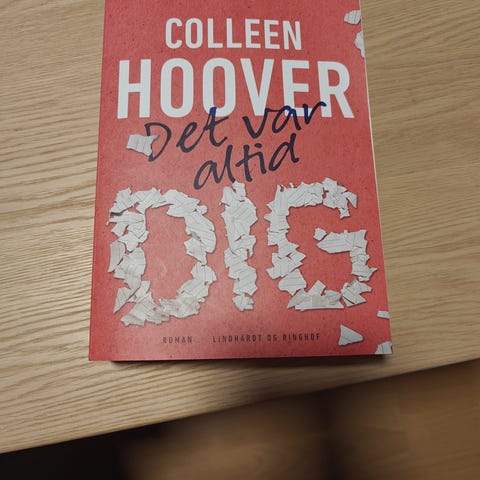 COLLEEN
HOOVER
Det var
altid
DIG
ROMAN LINDHARDT OG RINGHOF